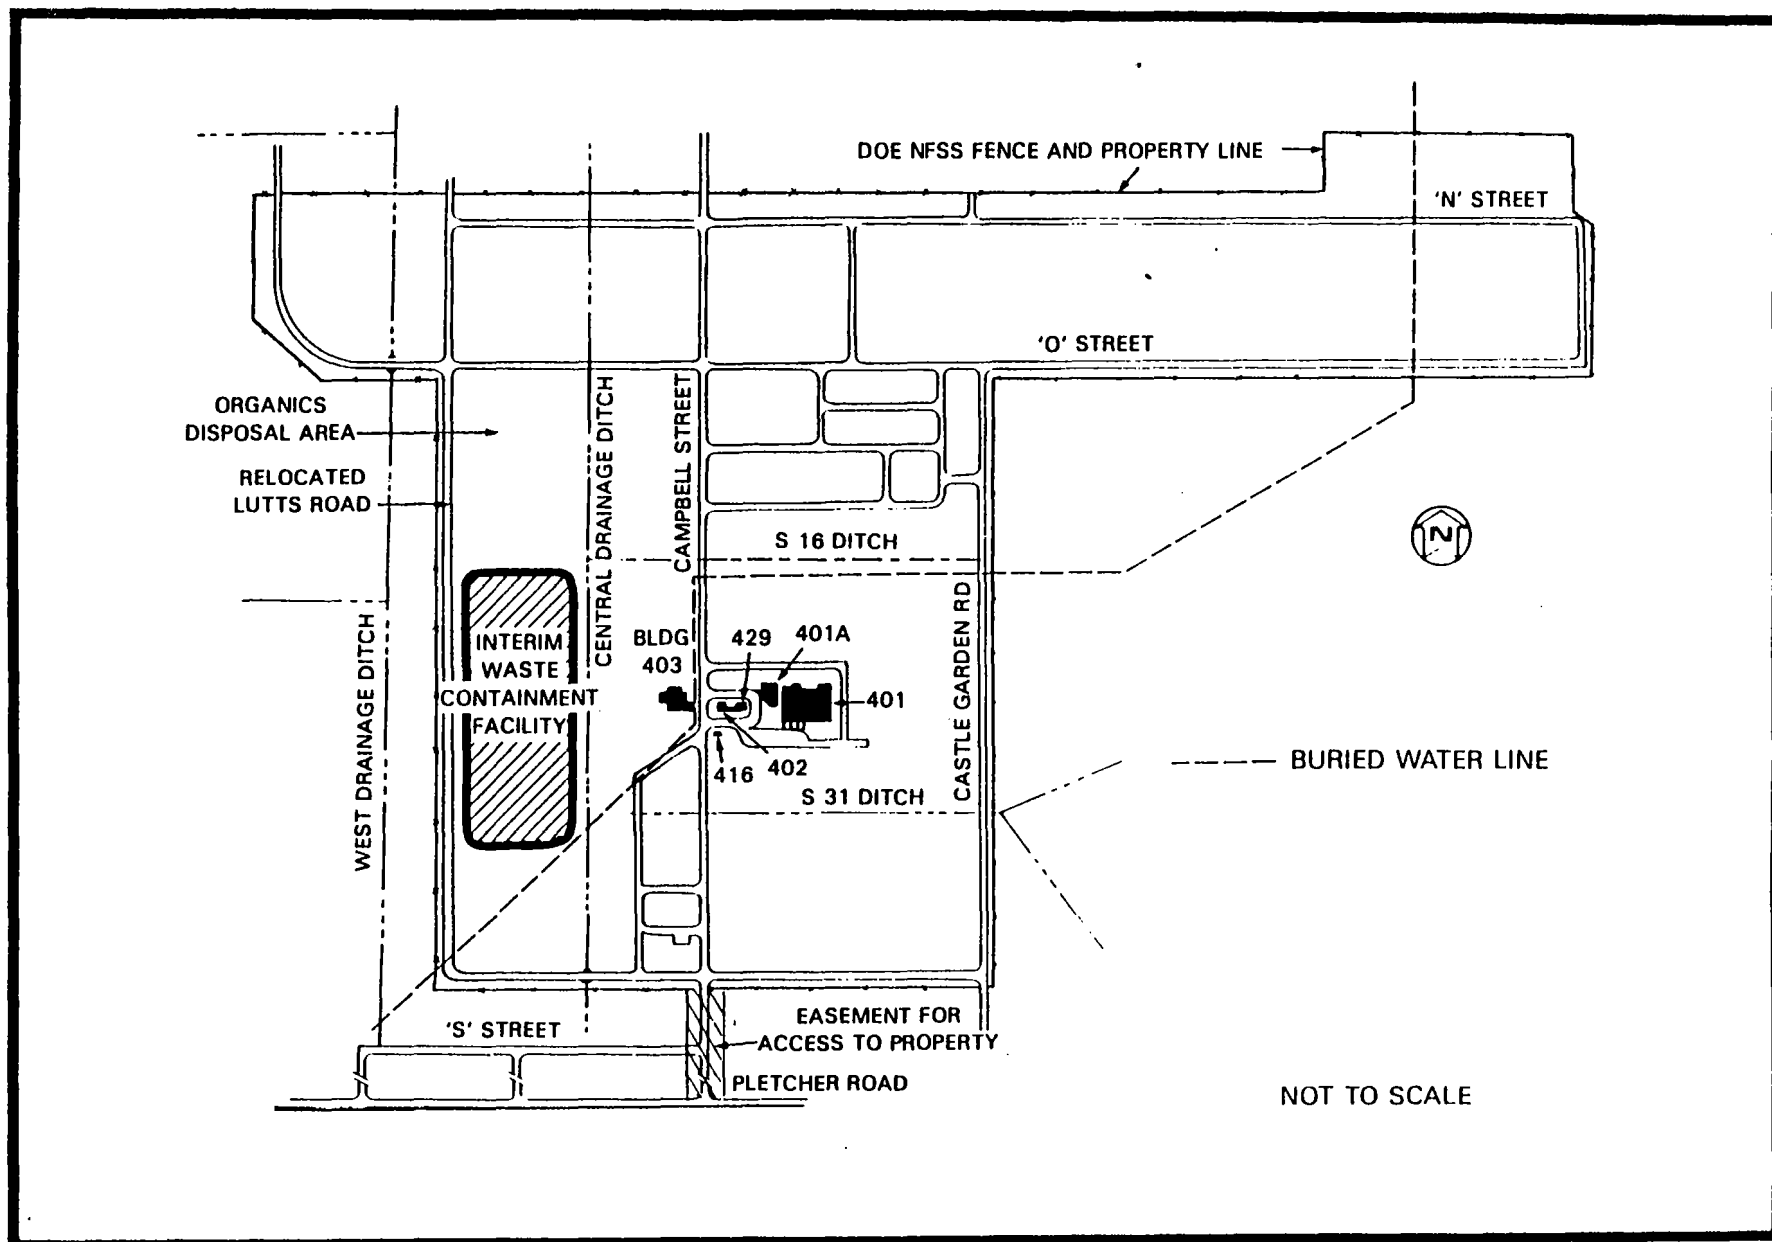 DOE NFSS FENCE AND PROPERTY LINE
'N' STREET
'O' STREET
ORGANICS
DISPOSAL AREA
RELOCATED
LUTTS ROAD
CENTRAL DRAINAGE DITCH
CAMPBELL STREET
S 16 DITCH
N
WEST DRAINAGE DITCH
INTERIM
WASTE
CONTAINMENT
FACILITY
BLDG
403
429
401A
401
402
416
CASTLE GARDEN RD
S 31 DITCH
BURIED WATER LINE
'S' STREET
EASEMENT FOR
ACCESS TO PROPERTY
PLETCHER ROAD
NOT TO SCALE